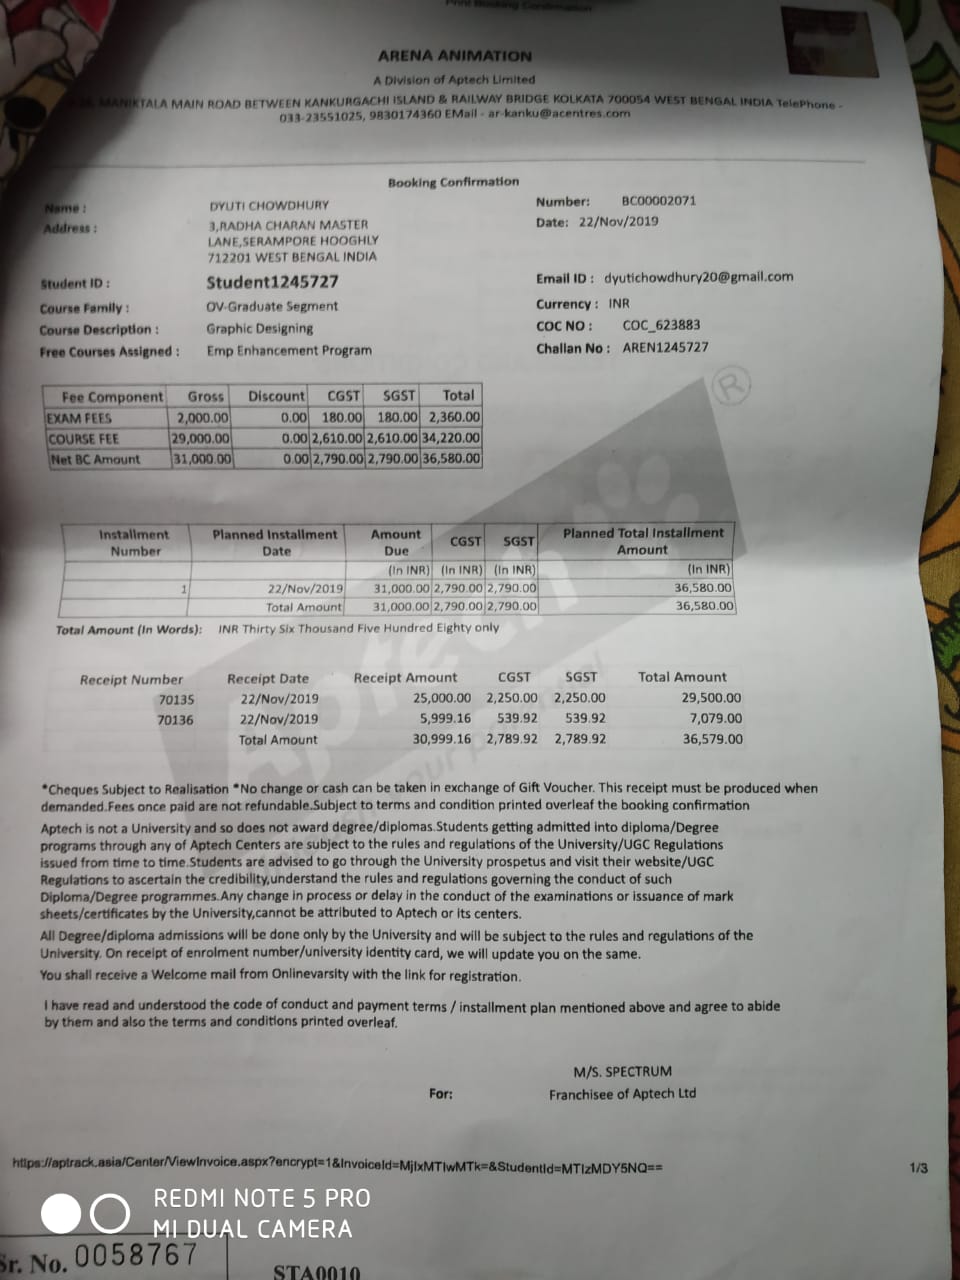 Print Booking Confirmation
ARENA ANIMATION
A Division of Aptech Limited
MANIKTALA MAIN ROAD BETWEEN KANKURGACHI ISLAND & RAILWAY BRIDGE KOLKATA 700054 WEST BENGAL INDIA TelePhone -
033-23551025, 9830174360 EMail - ar-kanku@acentres.com
Booking Confirmation
Name : DYUTI CHOWDHURY Number: BC00002071
Address : 3,RADHA CHARAN MASTER Date: 22/Nov/2019
LANE,SERAMPORE HOOGHLY
712201 WEST BENGAL INDIA
Student ID : Student1245727 Email ID : dyutichowdhury20@gmail.com
Course Family : OV-Graduate Segment Currency : INR
Course Description : Graphic Designing COC NO : COC_623883
Free Courses Assigned : Emp Enhancement Program Challan No : AREN1245727
Fee Component Gross Discount CGST SGST Total
EXAM FEES 2,000.00 0.00 180.00 180.00 2,360.00
COURSE FEE 29,000.00 0.00 2,610.00 2,610.00 34,220.00
Net BC Amount 31,000.00 0.00 2,790.00 2,790.00 36,580.00
Installment Planned Installment Amount CGST SGST Planned Total Installment
Number Date Due Amount
(In INR) (In INR) (In INR) (In INR)
1 22/Nov/2019 31,000.00 2,790.00 2,790.00 36,580.00
Total Amount 31,000.00 2,790.00 2,790.00 36,580.00
Total Amount (In Words): INR Thirty Six Thousand Five Hundred Eighty only
Receipt Number Receipt Date Receipt Amount CGST SGST Total Amount
70135 22/Nov/2019 25,000.00 2,250.00 2,250.00 29,500.00
70136 22/Nov/2019 5,999.16 539.92 539.92 7,079.00
Total Amount 30,999.16 2,789.92 2,789.92 36,579.00
Aptech
®
*Cheques Subject to Realisation *No change or cash can be taken in exchange of Gift Voucher. This receipt must be produced when
demanded.Fees once paid are not refundable.Subject to terms and condition printed overleaf the booking confirmation
Aptech is not a University and so does not award degree/diplomas.Students getting admitted into diploma/Degree
programs through any of Aptech Centers are subject to the rules and regulations of the University/UGC Regulations
issued from time to time.Students are advised to go through the University prospetus and visit their website/UGC
Regulations to ascertain the credibility,understand the rules and regulations governing the conduct of such
Diploma/Degree programmes.Any change in process or delay in the conduct of the examinations or issuance of mark
sheets/certificates by the University,cannot be attributed to Aptech or its centers.
All Degree/diploma admissions will be done only by the University and will be subject to the rules and regulations of the
University. On receipt of enrolment number/university identity card, we will update you on the same.
You shall receive a Welcome mail from Onlinevarsity with the link for registration.
I have read and understood the code of conduct and payment terms / installment plan mentioned above and agree to abide
by them and also the terms and conditions printed overleaf.
M/S. SPECTRUM
For: Franchisee of Aptech Ltd
https://aptrack.asia/Center/ViewInvoice.aspx?encrypt=1&InvoiceId=MjIxMTIwMTk=&StudentId=MTIzMDY5NQ== 1/3
REDMI NOTE 5 PRO
MI DUAL CAMERA
Sr. No. 0058767
STA0010